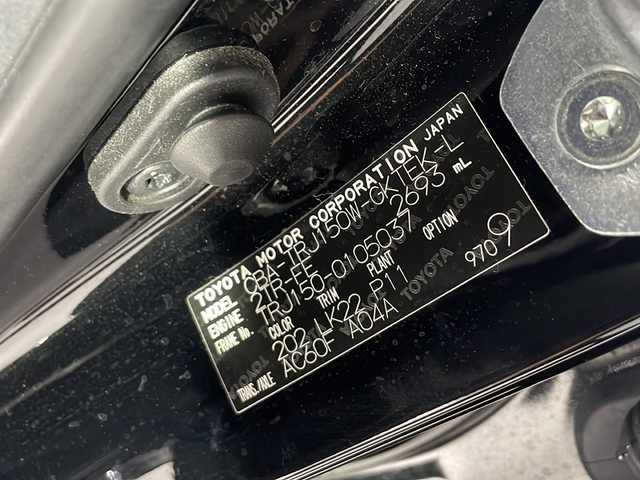 TOYOTA MOTOR CORPORATION JAPAN
MODEL CBA-TRJ150W-GKTEK-L
ENGINE 2TR-FE 2693 mL
FRAME No. TRJ150-0105037
COLOR TRIM PLANT OPTION
202 LK22 P11
TRANS./AXLE AC60F A04A
9709